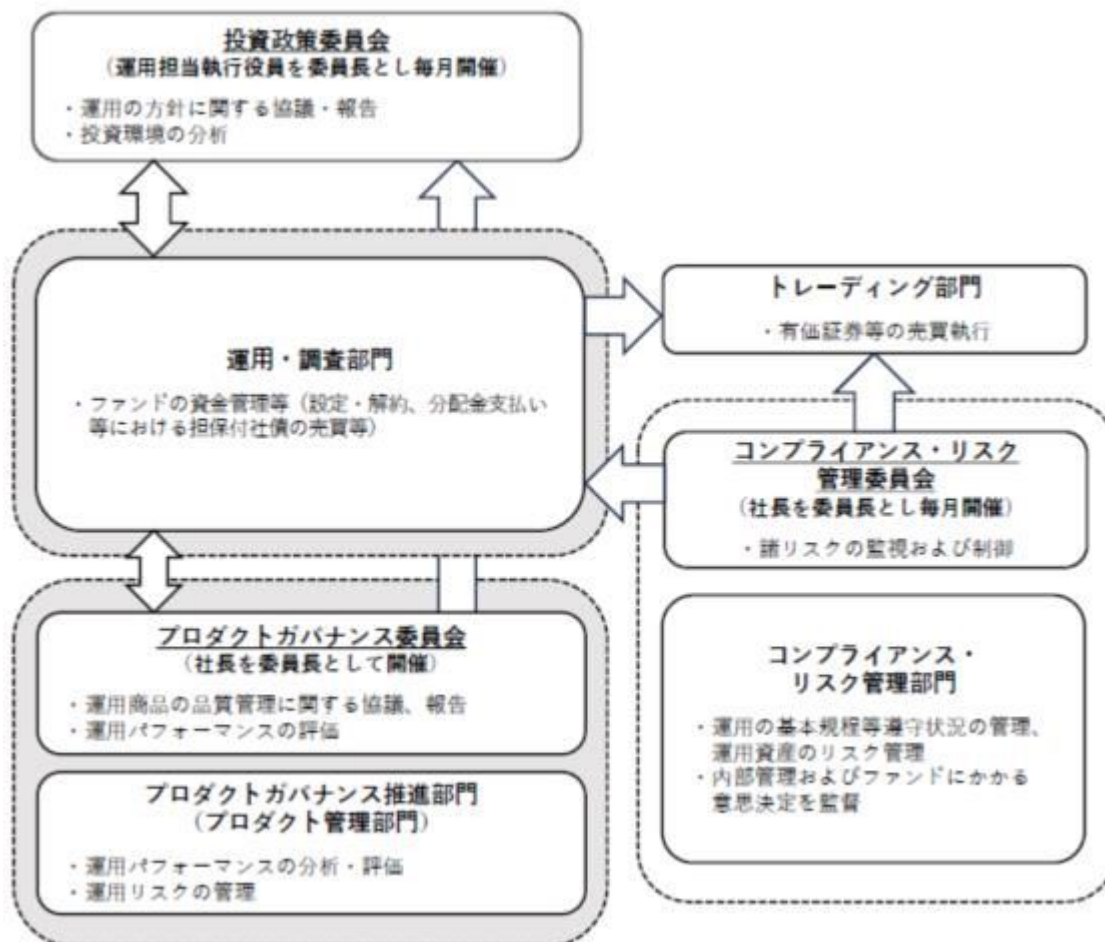 投資政策委員会
(運用担当執行役員を委員長とし毎月開催)
・運用の方針に関する協議・報告
・投資環境の分析
運用・調査部門
・ファンドの資金管理等（設定・解約、分配金支払い
等における担保付社債の売買等）
トレーディング部門
・有価証券等の売買執行
コンプライアンス・リスク
管理委員会
(社長を委員長とし毎月開催)
・諸リスクの監視および制御
コンプライアンス・
リスク管理部門
・運用の基本規程等遵守状況の管理、
運用資産のリスク管理
・内部管理およびファンドにかかる
意思決定を監督
プロダクトガバナンス委員会
(社長を委員長として開催)
・運用商品の品質管理に関する協議、報告
・運用パフォーマンスの評価
プロダクトガバナンス推進部門
(プロダクト管理部門)
・運用パフォーマンスの分析・評価
・運用リスクの管理